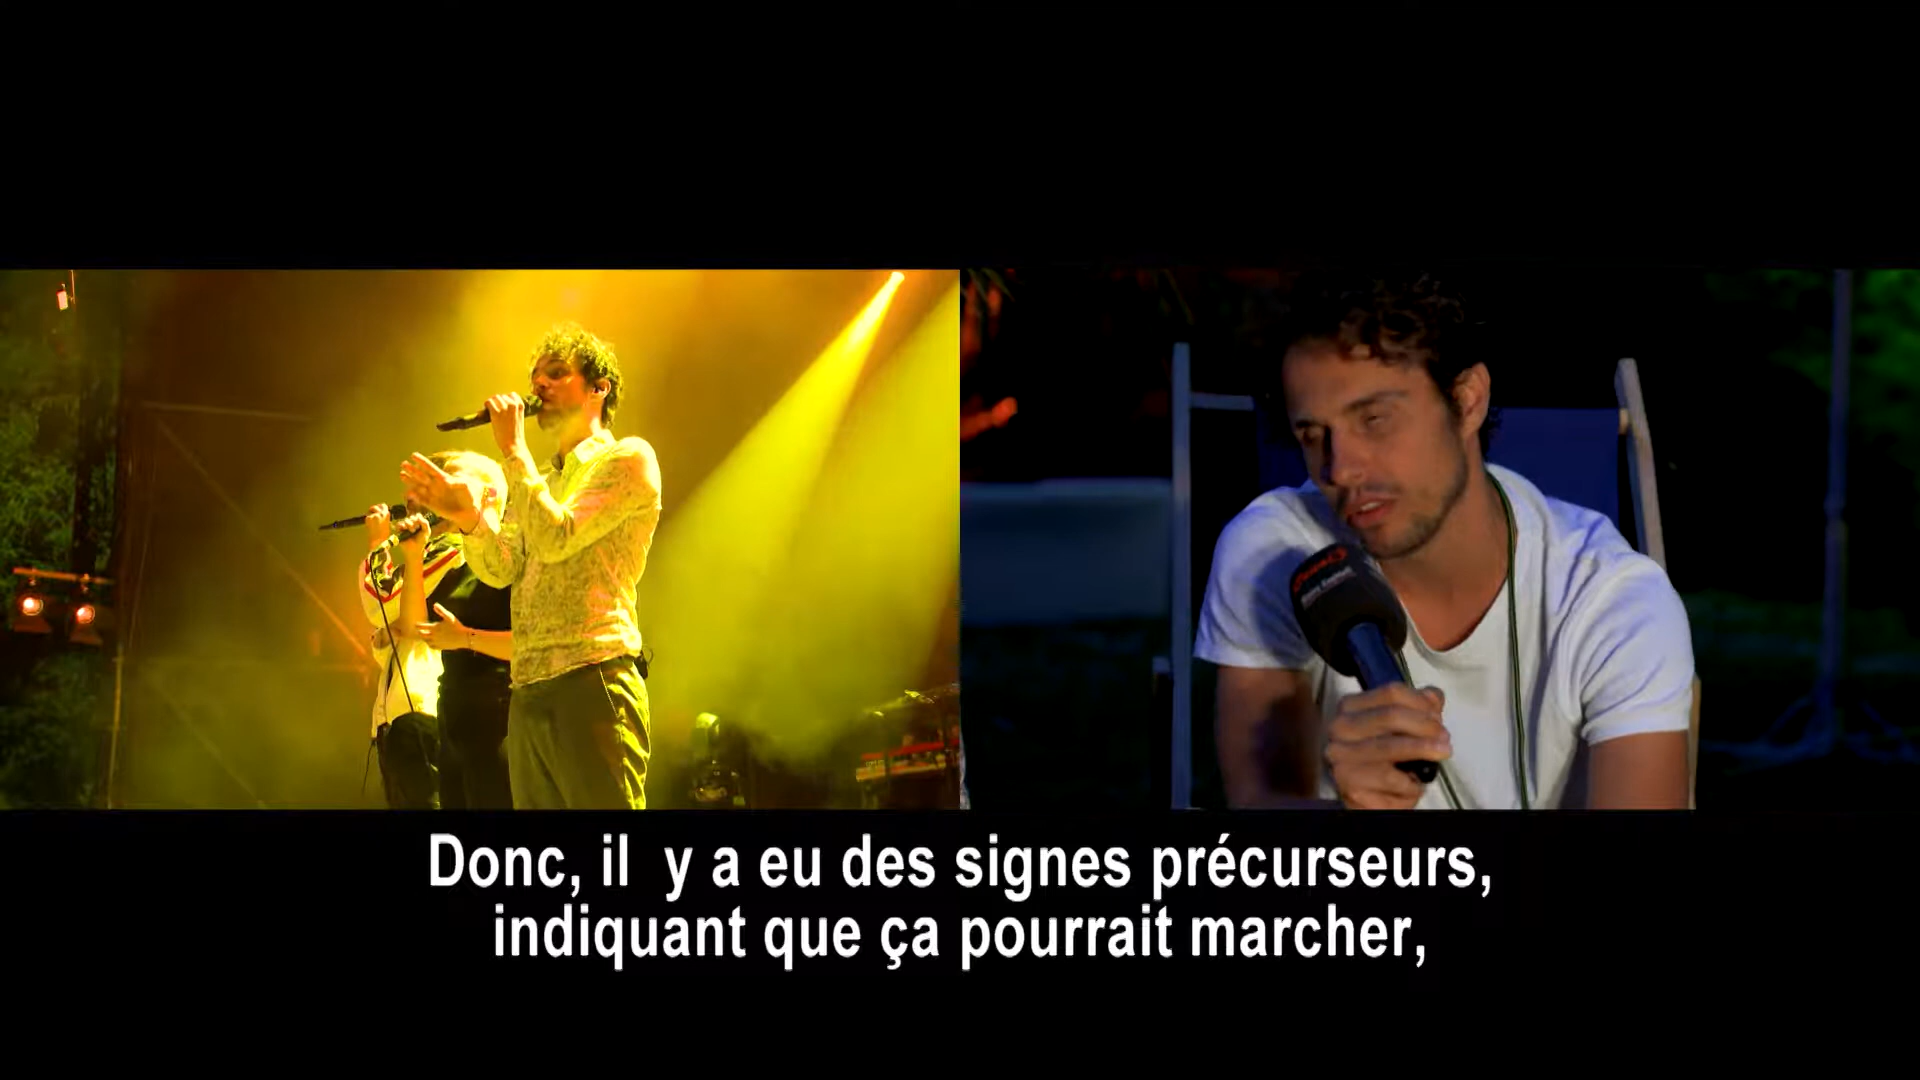 Donc, il  y a eu des signes précurseurs,
indiquant que ça pourrait marcher,